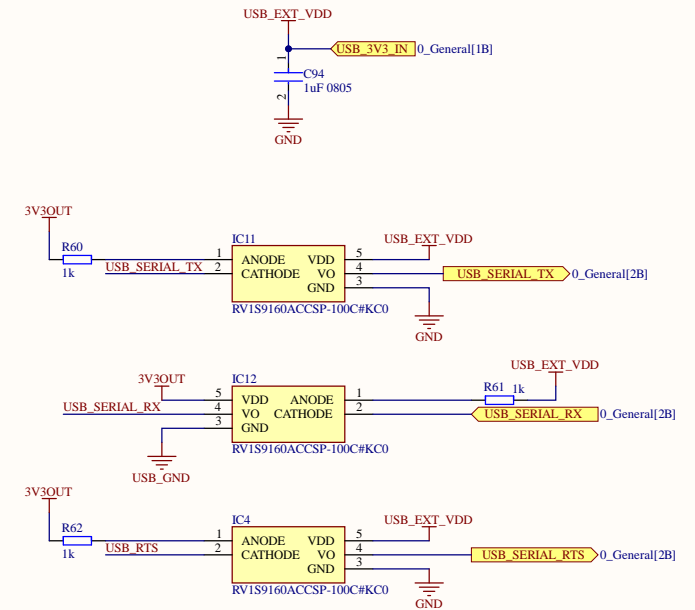 USB_EXT_VDD
USB_3V3_IN 0_General[1B]
1
C94
1uF 0805
2
GND
3V3OUT
R60
1k
USB_SERIAL_TX
IC11
1 ANODE VDD 5
2 CATHODE VO 4
GND 3
RV1S9160ACCSP-100C#KC0
USB_EXT_VDD
USB_SERIAL_TX 0_General[2B]
GND
3V3OUT
USB_SERIAL_RX
USB_GND
IC12
5 VDD ANODE 1
4 VO CATHODE 2
3 GND
RV1S9160ACCSP-100C#KC0
USB_EXT_VDD
R61 1k
USB_SERIAL_RX 0_General[2B]
3V3OUT
R62
1k
USB_RTS
IC4
1 ANODE VDD 5
2 CATHODE VO 4
GND 3
RV1S9160ACCSP-100C#KC0
USB_EXT_VDD
USB_SERIAL_RTS 0_General[2B]
GND